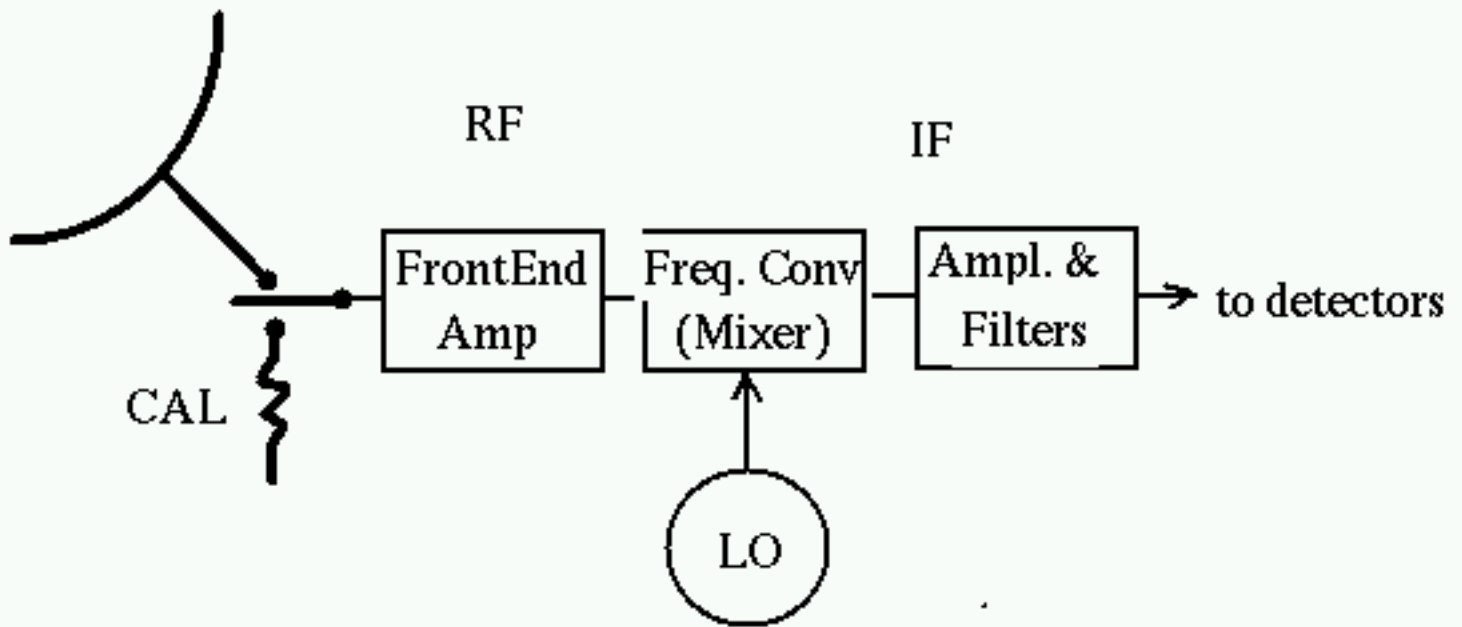 RF
IF
FrontEnd
Amp
Freq. Conv
(Mixer)
Ampl. &
Filters
to detectors
CAL
LO